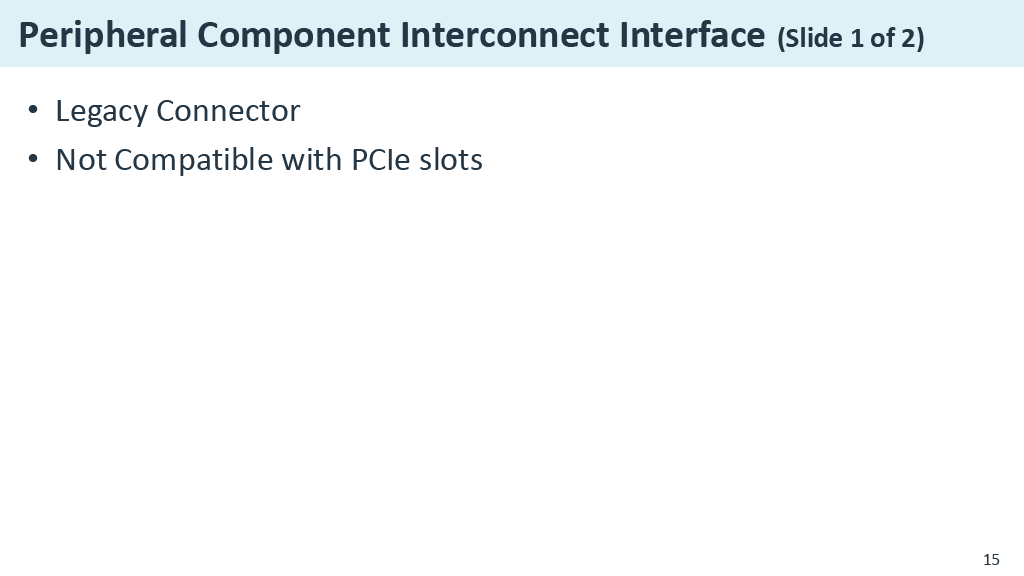 Peripheral Component Interconnect Interface (Slide 1 of 2)
• Legacy Connector
• Not Compatible with PCIe slots
15